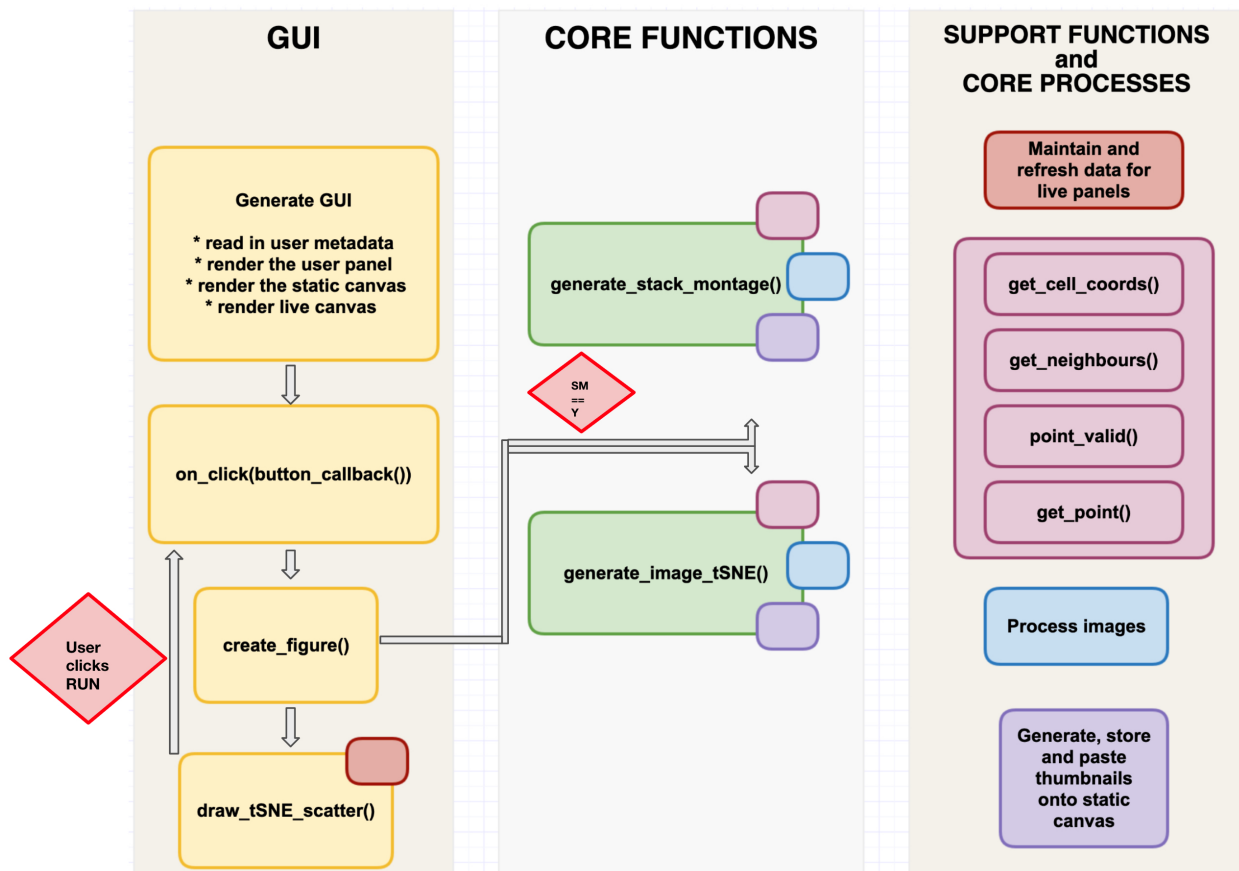 GUI
Generate GUI
* read in user metadata
* render the user panel
* render the static canvas
* render live canvas
on_click(button_callback())
create_figure()
User
clicks
RUN
draw_tSNE_scatter()
CORE FUNCTIONS
generate_stack_montage()
SM
==
Y
generate_image_tSNE()
SUPPORT FUNCTIONS
and
CORE PROCESSES
Maintain and
refresh data for
live panels
get_cell_coords()
get_neighbours()
point_valid()
get_point()
Process images
Generate, store
and paste
thumbnails
onto static
canvas